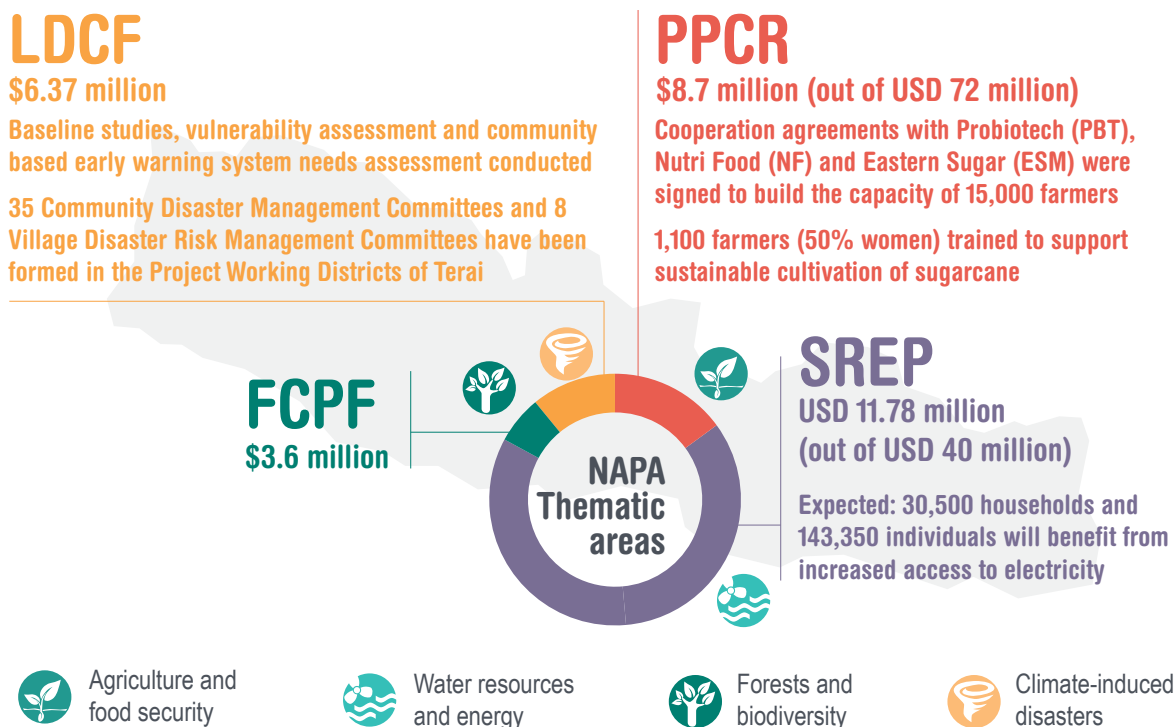 LDCF
$6.37 million
Baseline studies, vulnerability assessment and community
based early warning system needs assessment conducted
35 Community Disaster Management Committees and 8
Village Disaster Risk Management Committees have been
formed in the Project Working Districts of Terai
PPCR
$8.7 million (out of USD 72 million)
Cooperation agreements with Probiotech (PBT),
Nutri Food (NF) and Eastern Sugar (ESM) were
signed to build the capacity of 15,000 farmers
1,100 farmers (50% women) trained to support
sustainable cultivation of sugarcane
FCPF
$3.6 million
NAPA
Thematic
areas
SREP
USD 11.78 million
(out of USD 40 million)
Expected: 30,500 households and
143,350 individuals will benefit from
increased access to electricity
Agriculture and
food security
Water resources
and energy
Forests and
biodiversity
Climate-induced
disasters